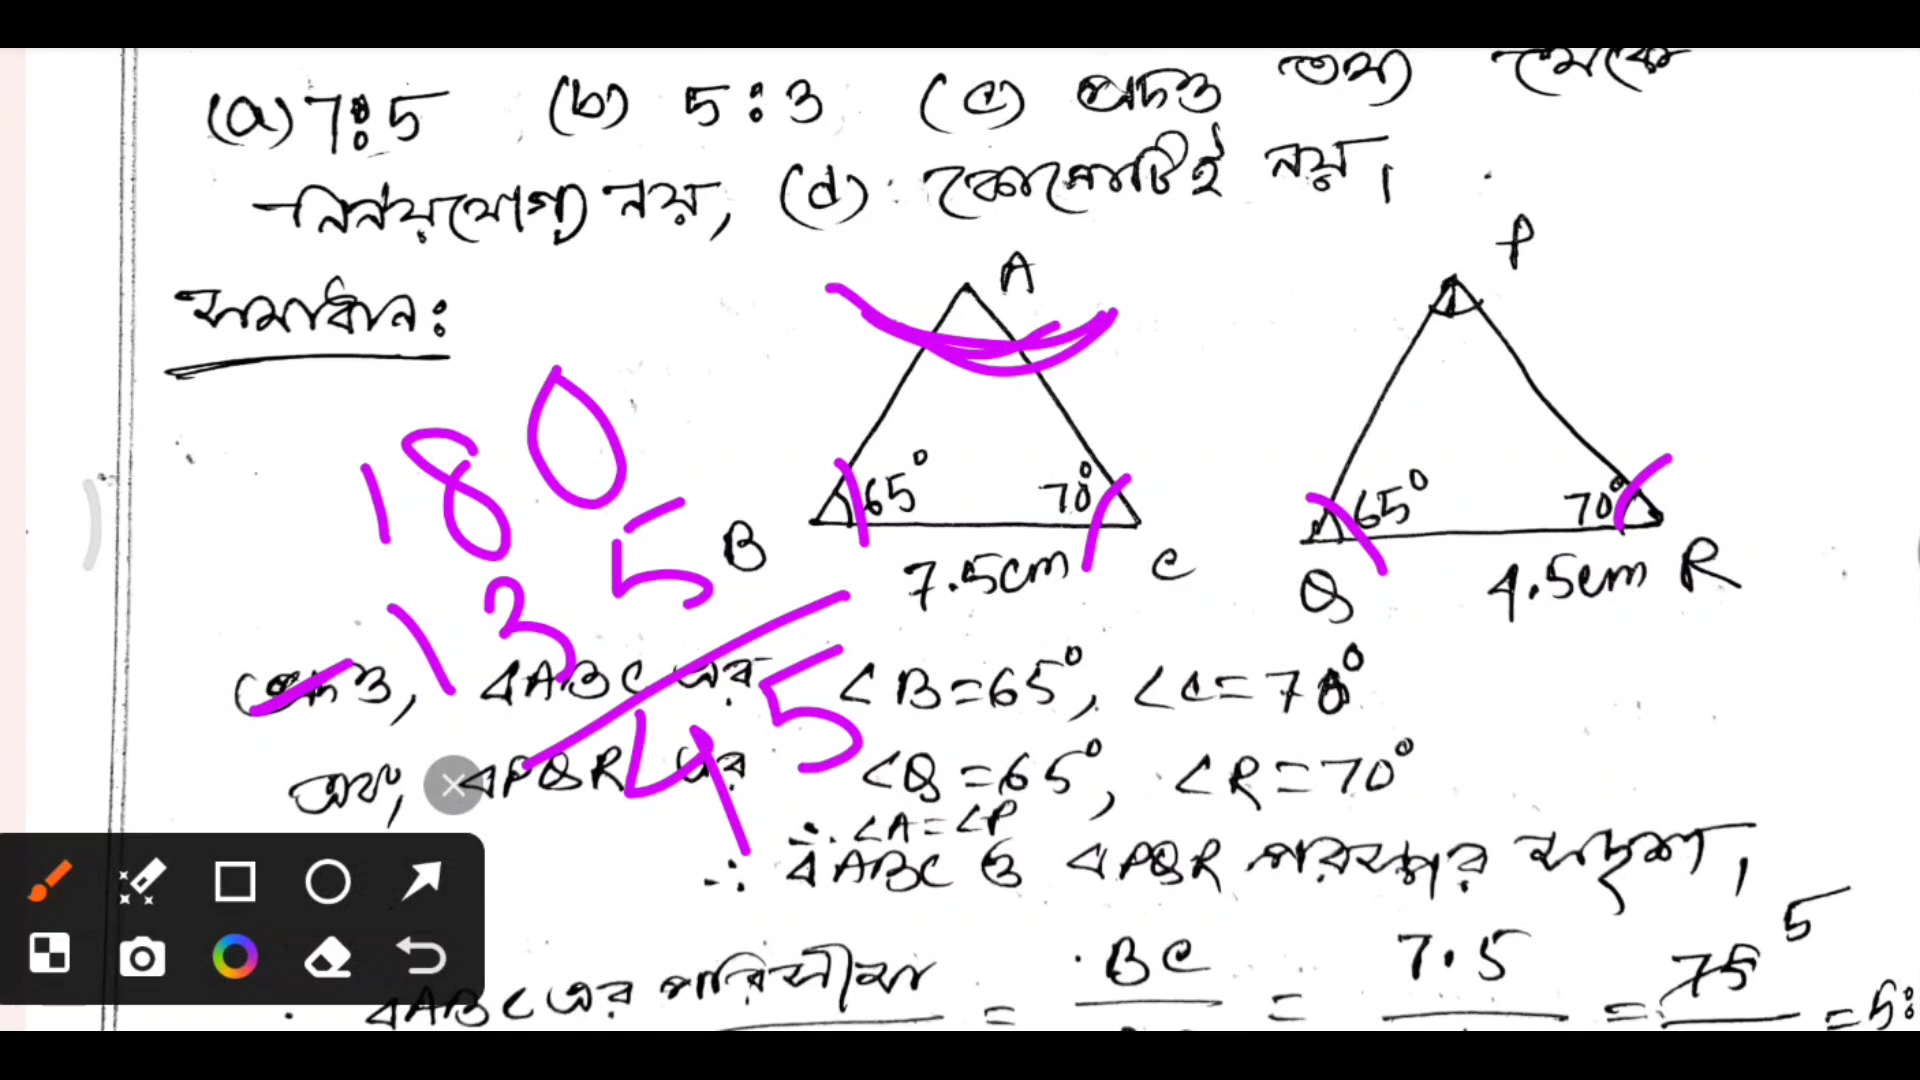 (a) 7:5 (b) 5:3 (c) প্রদত্ত তথ্য থেকে
নির্ণয়যোগ্য নয়, (d) কোনোটিই নয়।
সমাধান:
A
P
65° 70°
65° 70°
B 7.5cm C
Q 4.5cm R
180
-135
45
প্রদত্ত, ∆ABC এর ∠B=65°, ∠C=70°
∆PQR এর ∠Q=65°, ∠R=70°
∴ ∠A=∠P
∴ ∆ABC ও ∆PQR পরস্পর সদৃশ।
∆ABC এর পরিসীমা = BC = 7.5 = 75 5 = 5: